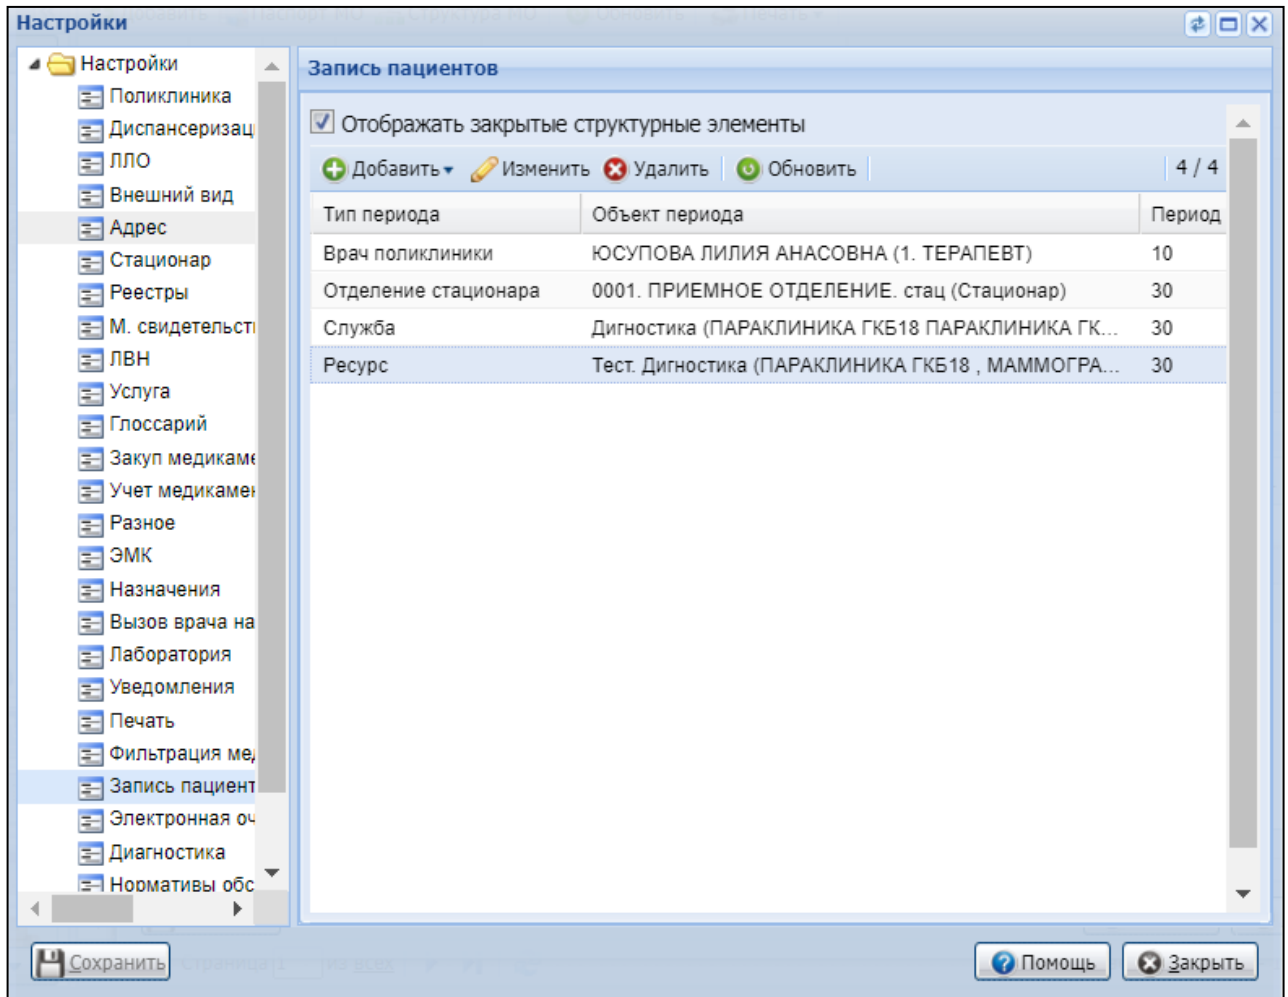 Настройки
Настройки
Поликлиника
Диспансеризац
ЛЛО
Внешний вид
Адрес
Стационар
Реестры
М. свидетельст
ЛВН
Услуга
Глоссарий
Закуп медикаме
Учет медикамен
Разное
ЭМК
Назначения
Вызов врача на
Лаборатория
Уведомления
Печать
Фильтрация мед
Запись пациент
Электронная оч
Диагностика
Нормативы обс
Запись пациентов
Отображать закрытые структурные элементы
Добавить Изменить Удалить Обновить 4 / 4
Тип периода Объект периода Период
Врач поликлиники ЮСУПОВА ЛИЛИЯ АНАСОВНА (1. ТЕРАПЕВТ) 10
Отделение стационара 0001. ПРИЕМНОЕ ОТДЕЛЕНИЕ. стац (Стационар) 30
Служба Дигностика (ПАРАКЛИНИКА ГКБ18 ПАРАКЛИНИКА ГК... 30
Ресурс Тест. Дигностика (ПАРАКЛИНИКА ГКБ18 , МАММОГРА... 30
Сохранить Помощь Закрыть